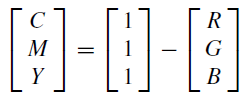 [ C ] = [ 1 ] − [ R ]
[ M ] = [ 1 ] − [ G ]
[ Y ] = [ 1 ] − [ B ]